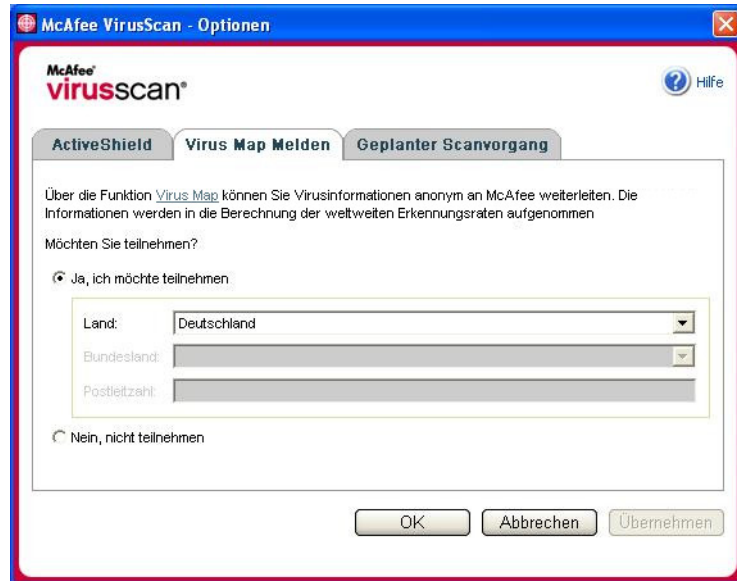 McAfee VirusScan - Optionen
McAfee®
virusscan®
Hilfe
ActiveShield
Virus Map Melden
Geplanter Scanvorgang
Über die Funktion Virus Map können Sie Virusinformationen anonym an McAfee weiterleiten. Die
Informationen werden in die Berechnung der weltweiten Erkennungsraten aufgenommen
Möchten Sie teilnehmen?
Ja, ich möchte teilnehmen
Land: Deutschland
Bundesland:
Postleitzahl:
Nein, nicht teilnehmen
OK
Abbrechen
Übernehmen